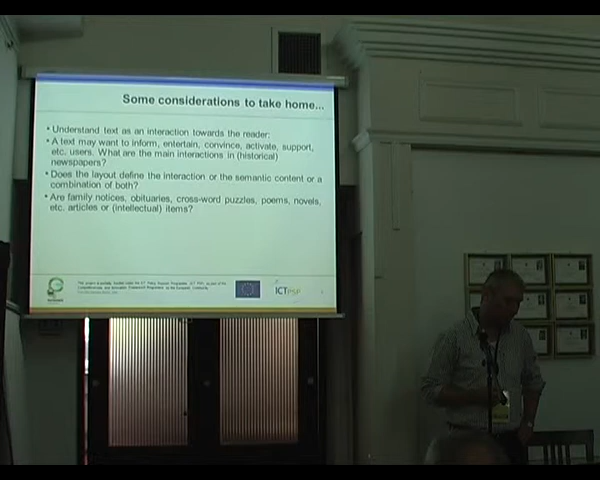 Some considerations to take home...
• Understand text as an interaction towards the reader:
• A text may want to inform, entertain, convince, activate, support,
etc. users. What are the main interactions in (historical)
newspapers?
• Does the layout define the interaction or the semantic content or a
combination of both?
• Are family notices, obituaries, cross-word puzzles, poems, novels,
etc. articles or (intellectual) items?
ICTPSP